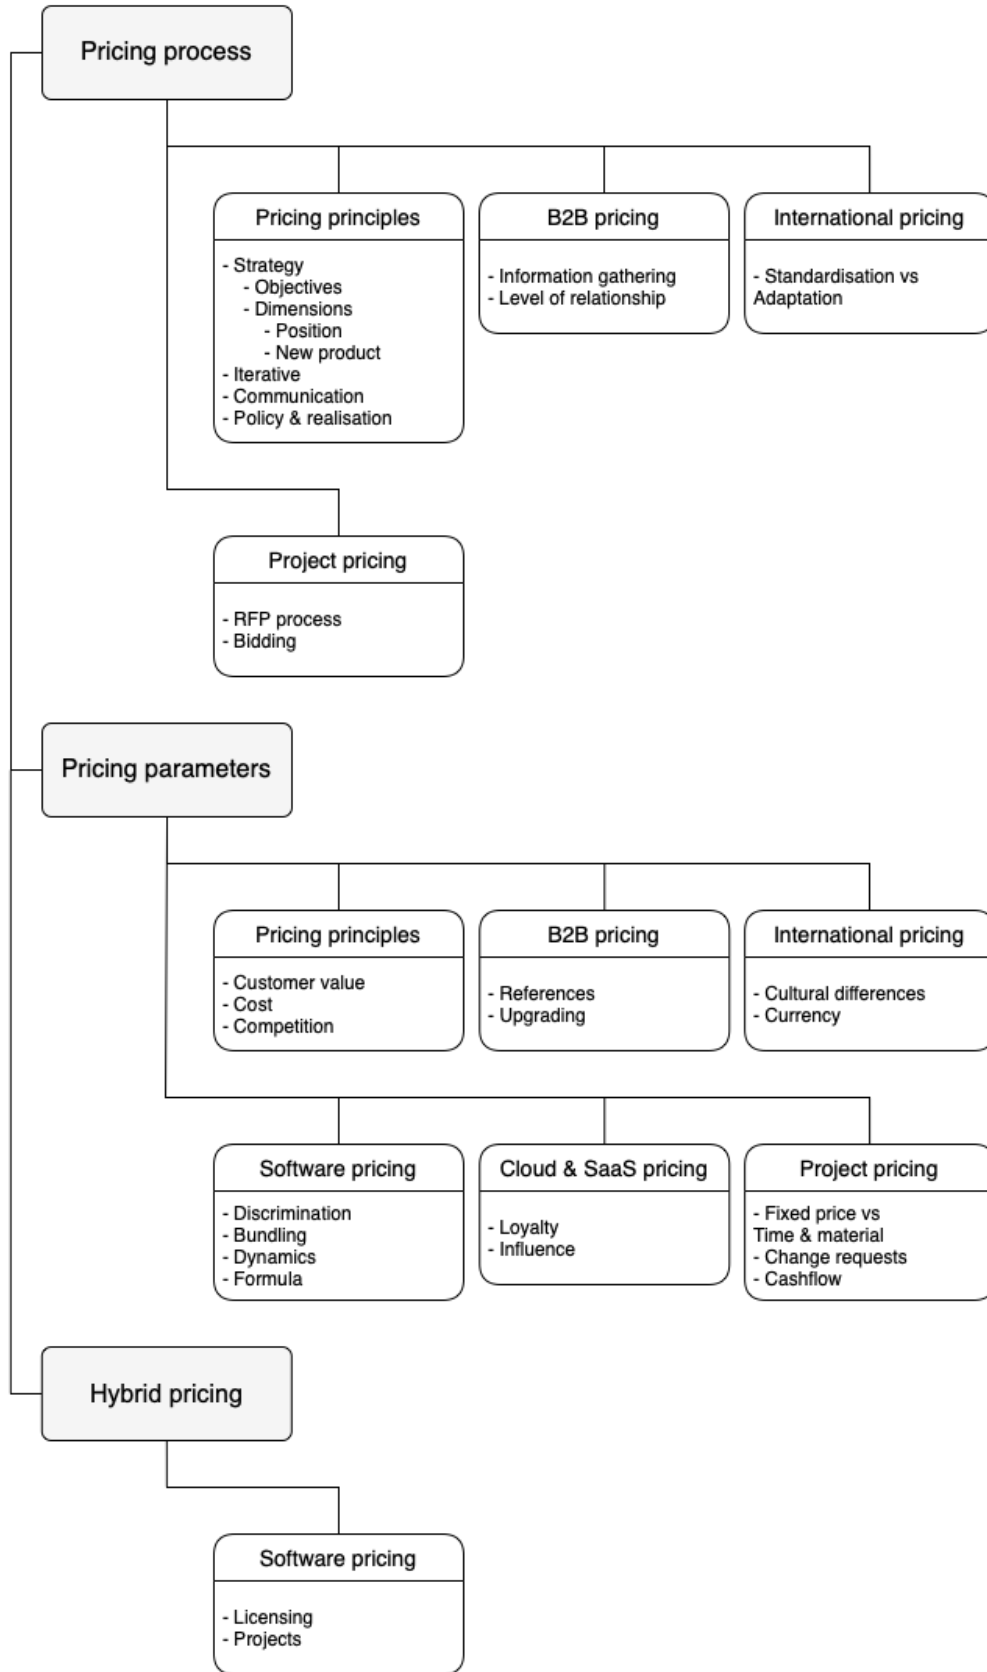 Pricing process
Pricing principles
- Strategy
- Objectives
- Dimensions
- Position
- New product
- Iterative
- Communication
- Policy & realisation
B2B pricing
- Information gathering
- Level of relationship
International pricing
- Standardisation vs
Adaptation
Project pricing
- RFP process
- Bidding
Pricing parameters
Pricing principles
- Customer value
- Cost
- Competition
B2B pricing
- References
- Upgrading
International pricing
- Cultural differences
- Currency
Software pricing
- Discrimination
- Bundling
- Dynamics
- Formula
Cloud & SaaS pricing
- Loyalty
- Influence
Project pricing
- Fixed price vs
Time & material
- Change requests
- Cashflow
Hybrid pricing
Software pricing
- Licensing
- Projects